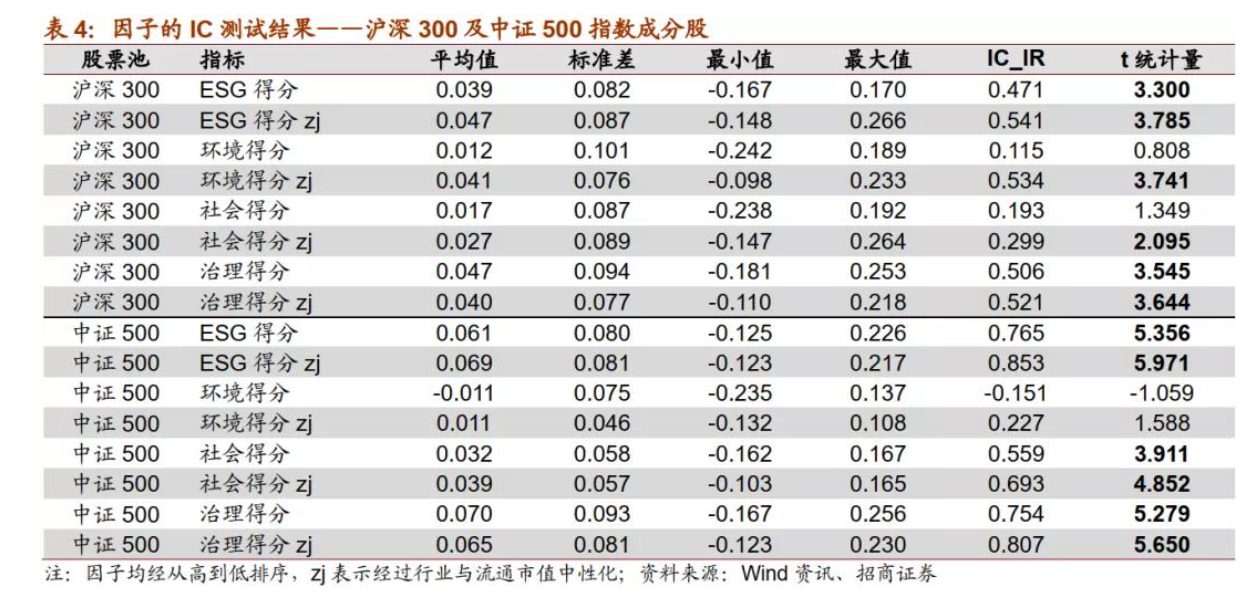 表 4：因子的 IC 测试结果——沪深 300 及中证 500 指数成分股
股票池 指标 平均值 标准差 最小值 最大值 IC_IR t 统计量
沪深 300 ESG 得分 0.039 0.082 -0.167 0.170 0.471 3.300
沪深 300 ESG 得分 zj 0.047 0.087 -0.148 0.266 0.541 3.785
沪深 300 环境得分 0.012 0.101 -0.242 0.189 0.115 0.808
沪深 300 环境得分 zj 0.041 0.076 -0.098 0.233 0.534 3.741
沪深 300 社会得分 0.017 0.087 -0.238 0.192 0.193 1.349
沪深 300 社会得分 zj 0.027 0.089 -0.147 0.264 0.299 2.095
沪深 300 治理得分 0.047 0.094 -0.181 0.253 0.506 3.545
沪深 300 治理得分 zj 0.040 0.077 -0.110 0.218 0.521 3.644
中证 500 ESG 得分 0.061 0.080 -0.125 0.226 0.765 5.356
中证 500 ESG 得分 zj 0.069 0.081 -0.123 0.217 0.853 5.971
中证 500 环境得分 -0.011 0.075 -0.235 0.137 -0.151 -1.059
中证 500 环境得分 zj 0.011 0.046 -0.132 0.108 0.227 1.588
中证 500 社会得分 0.032 0.058 -0.162 0.167 0.559 3.911
中证 500 社会得分 zj 0.039 0.057 -0.103 0.165 0.693 4.852
中证 500 治理得分 0.070 0.093 -0.167 0.256 0.754 5.279
中证 500 治理得分 zj 0.065 0.081 -0.123 0.230 0.807 5.650
注：因子均经从高到低排序，zj 表示经过行业与流通市值中性化；资料来源：Wind 资讯、招商证券